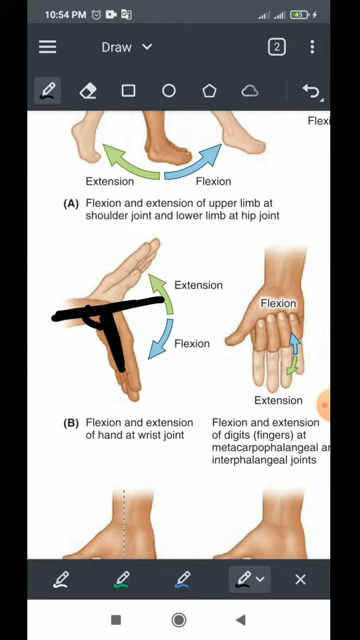 10:54 PM
45
Draw
2
Flexi
Extension
Flexion
(A) Flexion and extension of upper limb at
shoulder joint and lower limb at hip joint
Extension
Flexion
Flexion
Extension
(B) Flexion and extension
of hand at wrist joint
Flexion and extension
of digits (fingers) at
metacarpophalangeal a
interphalangeal joints